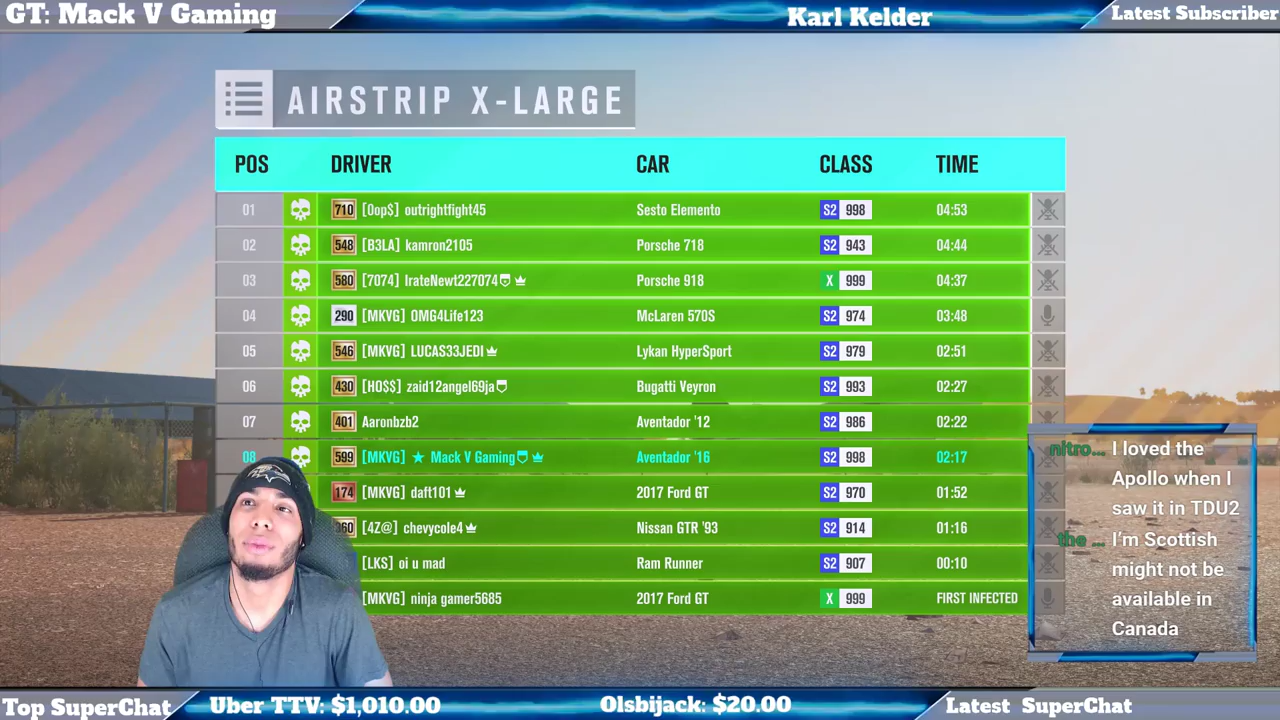 GT: Mack V Gaming
Karl Kelder
Latest Subscriber
AIRSTRIP X-LARGE
POS DRIVER CAR CLASS TIME
01 710 [0op$] outrightfight45 Sesto Elemento S2 998 04:53
02 548 [B3LA] kamron2105 Porsche 718 S2 943 04:44
03 580 [7074] IrateNewt227074 Porsche 918 X 999 04:37
04 290 [MKVG] OMG4Life123 McLaren 570S S2 974 03:48
05 546 [MKVG] LUCAS33JEDI Lykan HyperSport S2 979 02:51
06 430 [HO$$] zaid12angel69ja Bugatti Veyron S2 993 02:27
07 401 Aaronbzb2 Aventador '12 S2 986 02:22
08 599 [MKVG] ★ Mack V Gaming Aventador '16 S2 998 02:17
174 [MKVG] daft101 2017 Ford GT S2 970 01:52
[4Z@] chevycole4 Nissan GTR '93 S2 914 01:16
[LKS] oi u mad Ram Runner S2 907 00:10
[MKVG] ninja gamer5685 2017 Ford GT X 999 FIRST INFECTED
nitro... I loved the
Apollo when I
saw it in TDU2
the ... I'm Scottish
might not be
available in
Canada
Top SuperChat
Uber TTV: $1,010.00
Olsbijack: $20.00
Latest SuperChat